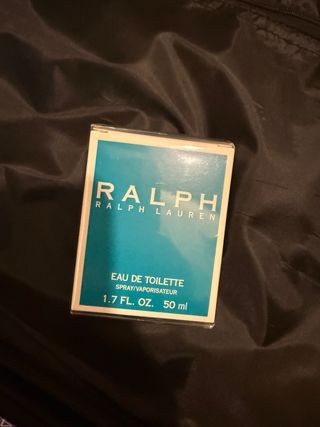 RALPH
RALPH LAUREN
EAU DE TOILETTE
SPRAY/VAPORISATEUR
1.7 FL. OZ. 50 ml